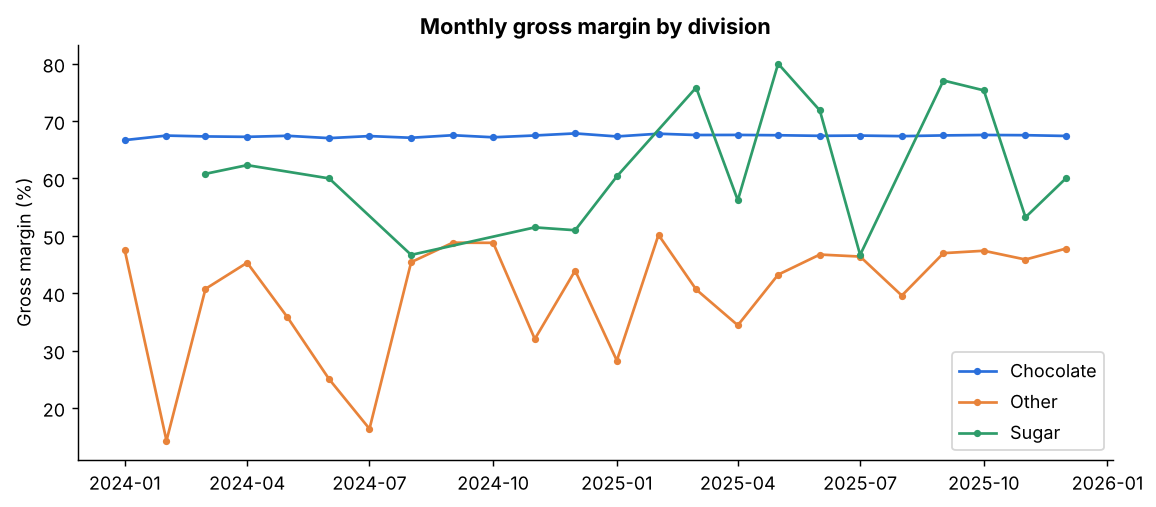 Monthly gross margin by division
Gross margin (%)
80
70
60
50
40
30
20
2024-01 2024-04 2024-07 2024-10 2025-01 2025-04 2025-07 2025-10 2026-01
Chocolate
Other
Sugar